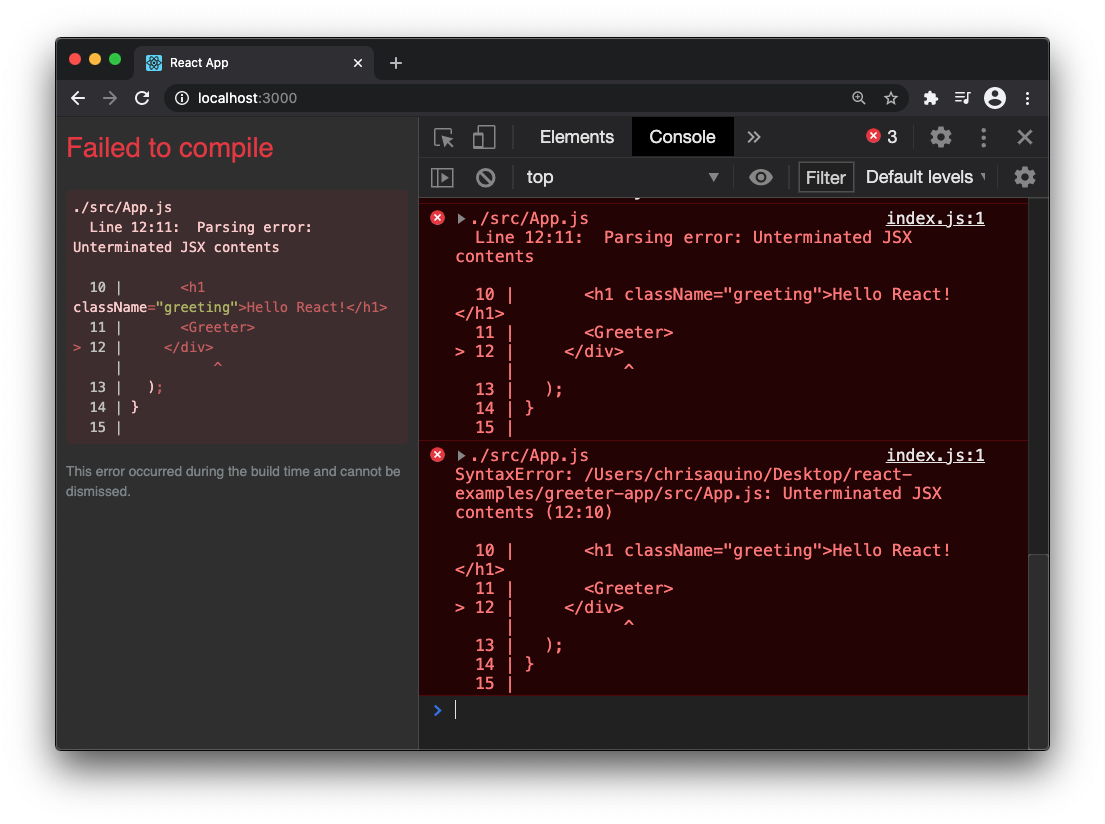 React App
localhost:3000
Failed to compile
./src/App.js
  Line 12:11:  Parsing error:
Unterminated JSX contents
  10 |       <h1
className="greeting">Hello React!</h1>
  11 |       <Greeter>
> 12 |     </div>
     |           ^
  13 |   );
  14 | }
  15 |
This error occurred during the build time and cannot be
dismissed.
Elements Console » 3
top Filter Default levels
./src/App.js index.js:1
  Line 12:11:  Parsing error: Unterminated JSX
contents
  10 |       <h1 className="greeting">Hello React!
</h1>
  11 |       <Greeter>
> 12 |     </div>
     |           ^
  13 |   );
  14 | }
  15 |
./src/App.js index.js:1
SyntaxError: /Users/chrisaquino/Desktop/react-
examples/greeter-app/src/App.js: Unterminated JSX
contents (12:10)
  10 |       <h1 className="greeting">Hello React!
</h1>
  11 |       <Greeter>
> 12 |     </div>
     |           ^
  13 |   );
  14 | }
  15 |